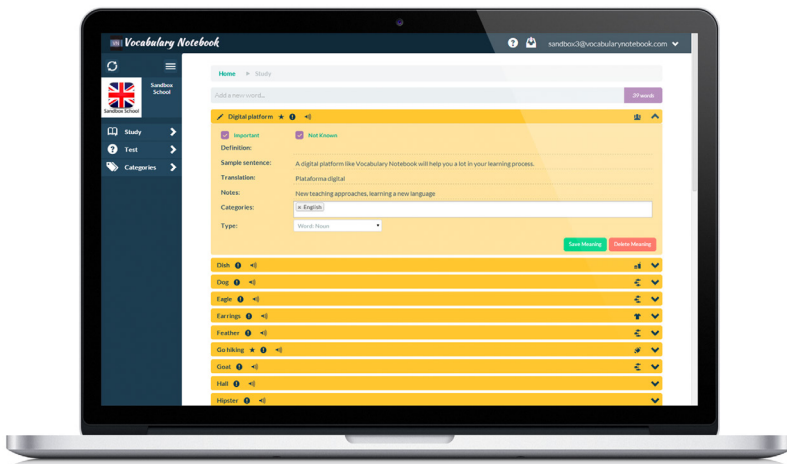 Vocabulary Notebook
sandbox3@vocabularynotebook.com
Sandbox School
Sandbox School
Study
Test
Categories
Home Study
Add a new word...
Digital platform
Important Not Known
Definition:
Sample sentence: A digital platform like Vocabulary Notebook will help you a lot in your learning process.
Translation: Plataforma digital
Notes: New teaching approaches, learning a new language
Categories: × English
Type: Word: Noun
Save Meaning Delete Meaning
Dish
Dog
Eagle
Earrings
Feather
Go hiking
Goat
Hall
Hipster